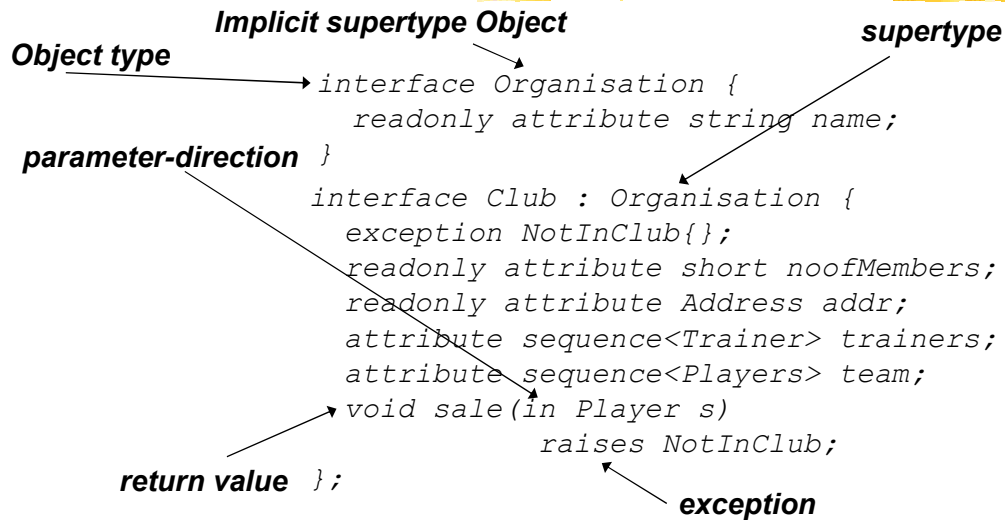 Implicit supertype Object
supertype
Object type
interface Organisation {
readonly attribute string name;
parameter-direction }
interface Club : Organisation {
exception NotInClub{};
readonly attribute short noofMembers;
readonly attribute Address addr;
attribute sequence<Trainer> trainers;
attribute sequence<Players> team;
void sale(in Player s)
raises NotInClub;
return value };
exception